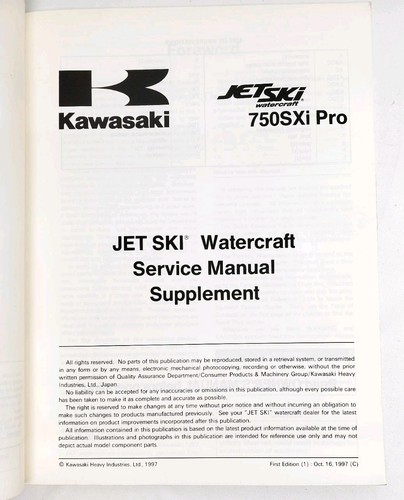 Kawasaki
JET SKI®
watercraft
750SXi Pro
JET SKI® Watercraft
Service Manual
Supplement
All rights reserved. No parts of this publication may be reproduced, stored in a retrieval system, or transmitted
in any form or by any means, electronic mechanical photocopying, recording or otherwise, without the prior
written permission of Quality Assurance Department/Consumer Products & Machinery Group/Kawasaki Heavy
Industries, Ltd., Japan.
No liability can be accepted for any inaccuracies or omissions in this publication, although every possible care
has been taken to make it as complete and accurate as possible.
The right is reserved to make changes at any time without prior notice and without incurring an obligation to
make such changes to products manufactured previously. See your "JET SKI" watercraft dealer for the latest
information on product improvements incorporated after this publication.
All information contained in this publication is based on the latest product information available at the time of
publication. Illustrations and photographs in this publication are intended for reference use only and may not
depict actual model component parts.
© Kawasaki Heavy Industries, Ltd. 1997 First Edition (1) : Oct. 16, 1997 (C)